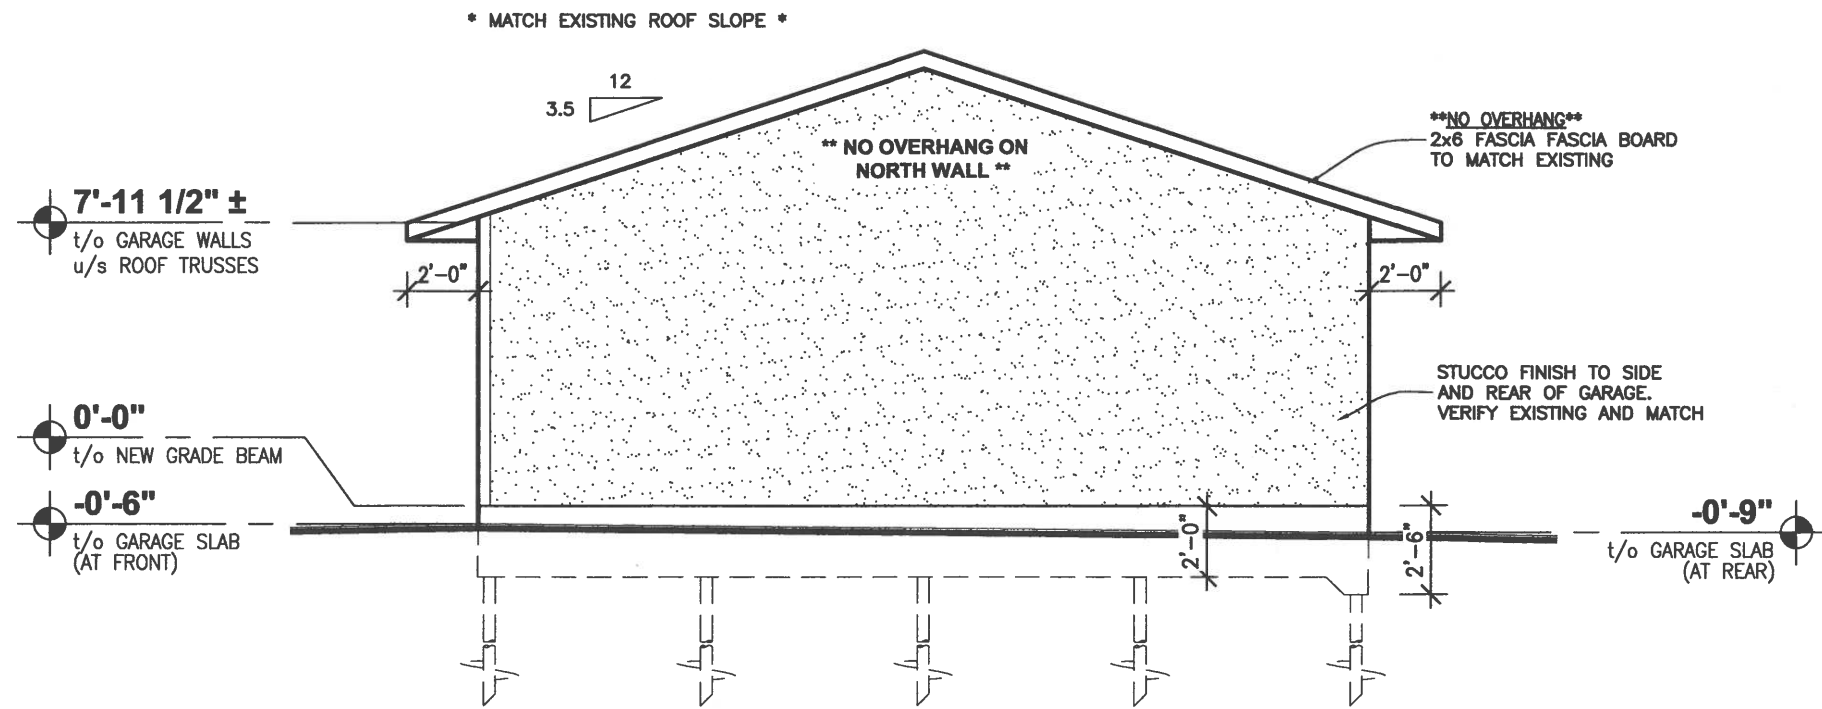 * MATCH EXISTING ROOF SLOPE *
12
3.5
** NO OVERHANG ON
NORTH WALL **
**NO OVERHANG**
2x6 FASCIA FASCIA BOARD
TO MATCH EXISTING
7'-11 1/2" ±
t/o GARAGE WALLS
u/s ROOF TRUSSES
2'-0"
2'-0"
STUCCO FINISH TO SIDE
AND REAR OF GARAGE.
VERIFY EXISTING AND MATCH
0'-0"
t/o NEW GRADE BEAM
-0'-6"
t/o GARAGE SLAB
(AT FRONT)
2'-0"
2'-6"
-0'-9"
t/o GARAGE SLAB
(AT REAR)